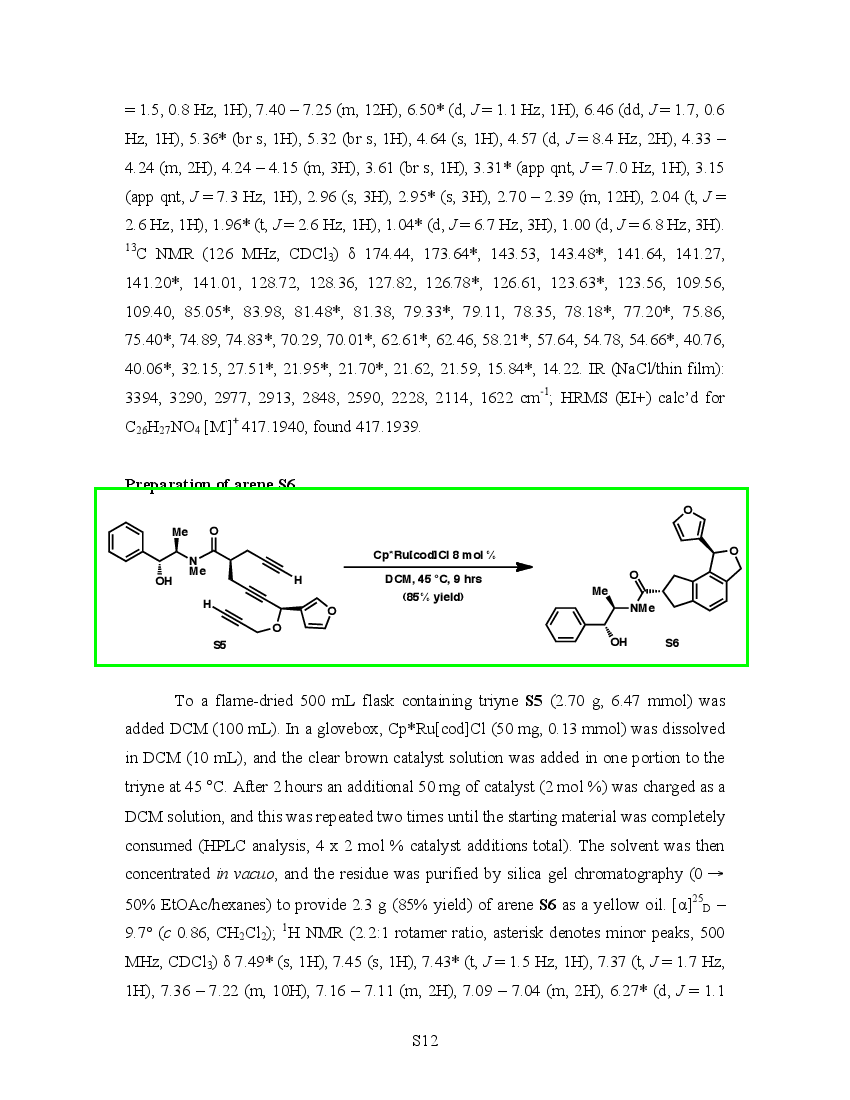 = 1.5, 0.8 Hz, 1H), 7.40 – 7.25 (m, 12H), 6.50* (d, J = 1.1 Hz, 1H), 6.46 (dd, J = 1.7, 0.6
Hz, 1H), 5.36* (br s, 1H), 5.32 (br s, 1H), 4.64 (s, 1H), 4.57 (d, J = 8.4 Hz, 2H), 4.33 –
4.24 (m, 2H), 4.24 – 4.15 (m, 3H), 3.61 (br s, 1H), 3.31* (app qnt, J = 7.0 Hz, 1H), 3.15
(app qnt, J = 7.3 Hz, 1H), 2.96 (s, 3H), 2.95* (s, 3H), 2.70 – 2.39 (m, 12H), 2.04 (t, J =
2.6 Hz, 1H), 1.96* (t, J = 2.6 Hz, 1H), 1.04* (d, J = 6.7 Hz, 3H), 1.00 (d, J = 6.8 Hz, 3H).
13C NMR (126 MHz, CDCl3) δ 174.44, 173.64*, 143.53, 143.48*, 141.64, 141.27,
141.20*, 141.01, 128.72, 128.36, 127.82, 126.78*, 126.61, 123.63*, 123.56, 109.56,
109.40, 85.05*, 83.98, 81.48*, 81.38, 79.33*, 79.11, 78.35, 78.18*, 77.20*, 75.86,
75.40*, 74.89, 74.83*, 70.29, 70.01*, 62.61*, 62.46, 58.21*, 57.64, 54.78, 54.66*, 40.76,
40.06*, 32.15, 27.51*, 21.95*, 21.70*, 21.62, 21.59, 15.84*, 14.22. IR (NaCl/thin film):
3394, 3290, 2977, 2913, 2848, 2590, 2228, 2114, 1622 cm-1; HRMS (EI+) calc’d for
C26H27NO4 [M·]+ 417.1940, found 417.1939.
Preparation of arene S6
Me
O
N
Me
OH
H
H
O
O
S5
Cp*Ru[cod]Cl 8 mol %
DCM, 45 °C, 9 hrs
(85% yield)
O
O
O
Me
NMe
OH
S6
To a flame-dried 500 mL flask containing triyne S5 (2.70 g, 6.47 mmol) was
added DCM (100 mL). In a glovebox, Cp*Ru[cod]Cl (50 mg, 0.13 mmol) was dissolved
in DCM (10 mL), and the clear brown catalyst solution was added in one portion to the
triyne at 45 °C. After 2 hours an additional 50 mg of catalyst (2 mol %) was charged as a
DCM solution, and this was repeated two times until the starting material was completely
consumed (HPLC analysis, 4 x 2 mol % catalyst additions total). The solvent was then
concentrated in vacuo, and the residue was purified by silica gel chromatography (0 →
50% EtOAc/hexanes) to provide 2.3 g (85% yield) of arene S6 as a yellow oil. [α]25D –
9.7° (c 0.86, CH2Cl2); 1H NMR (2.2:1 rotamer ratio, asterisk denotes minor peaks, 500
MHz, CDCl3) δ 7.49* (s, 1H), 7.45 (s, 1H), 7.43* (t, J = 1.5 Hz, 1H), 7.37 (t, J = 1.7 Hz,
1H), 7.36 – 7.22 (m, 10H), 7.16 – 7.11 (m, 2H), 7.09 – 7.04 (m, 2H), 6.27* (d, J = 1.1
S12